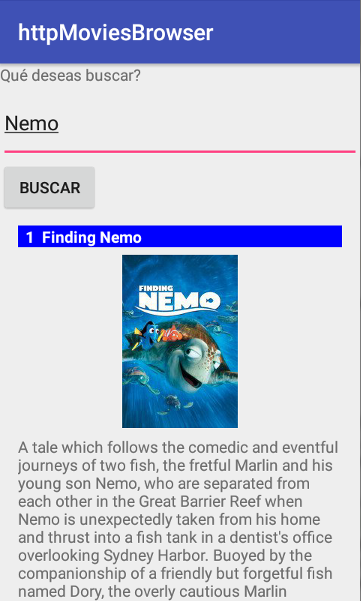 httpMoviesBrowser
Qué deseas buscar?
Nemo
BUSCAR
1 Finding Nemo
FINDING
NEMO
A tale which follows the comedic and eventful
journeys of two fish, the fretful Marlin and his
young son Nemo, who are separated from
each other in the Great Barrier Reef when
Nemo is unexpectedly taken from his home
and thrust into a fish tank in a dentist's office
overlooking Sydney Harbor. Buoyed by the
companionship of a friendly but forgetful fish
named Dory, the overly cautious Marlin